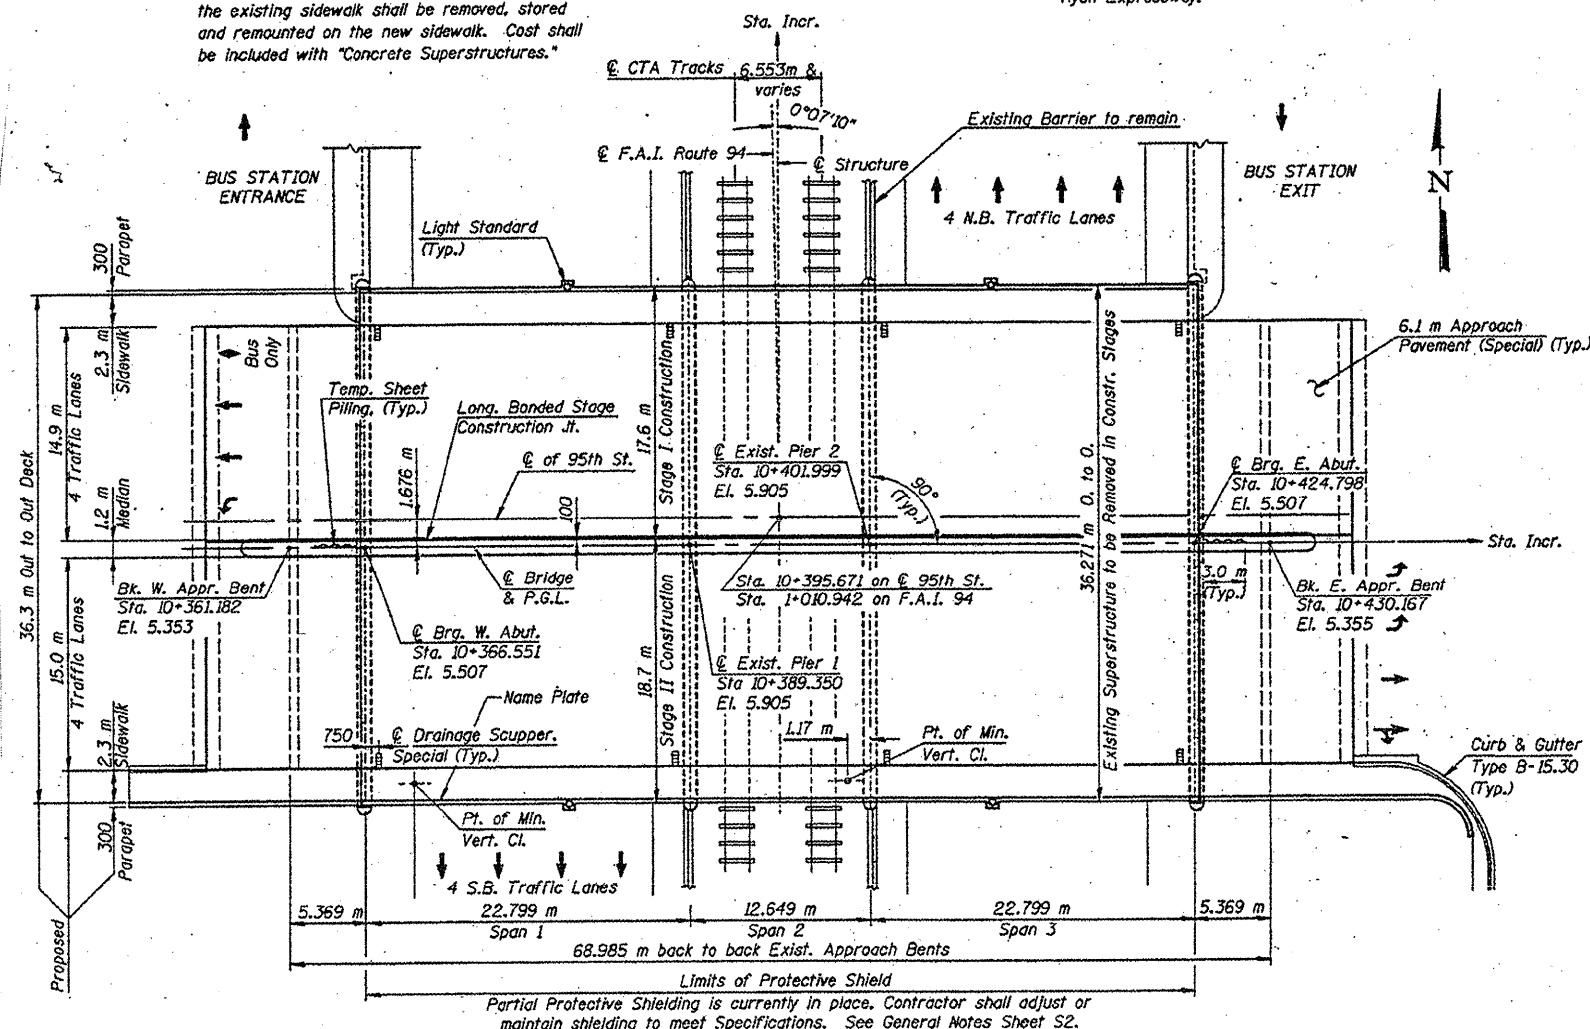 the existing sidewalk shall be removed, stored
and remounted on the new sidewalk. Cost shall
be included with "Concrete Superstructures."
Sta. Incr.
℄ CTA Tracks
6.553m &
varies
0°07'10"
℄ F.A.I. Route 94
℄ Structure
Existing Barrier to remain
BUS STATION
ENTRANCE
BUS STATION
EXIT
4 N.B. Traffic Lanes
N
Light Standard
(Typ.)
300
Parapet
2.3 m
Sidewalk
Bus
Only
14.9 m
4 Traffic Lanes
1.2 m
Median
36.3 m Out to Out Deck
15.0 m
4 Traffic Lanes
2.3 m
Sidewalk
300
Parapet
Proposed
6.1 m Approach
Pavement (Special) (Typ.)
Temp. Sheet
Piling, (Typ.)
Long. Bonded Stage
Construction Jt.
1.676 m
℄ of 95th St.
100
17.6 m
Stage I Construction
℄ Exist. Pier 2
Sta. 10+401.999
El. 5.905
90°
(Typ.)
36.271 m O. to O.
Existing Superstructure to be Removed in Constr. Stages
℄ Brg. E. Abut.
Sta. 10+424.798
El. 5.507
Sta. Incr.
Bk. W. Appr. Bent
Sta. 10+361.182
El. 5.353
℄ Bridge
& P.G.L.
Sta. 10+395.671 on ℄ 95th St.
Sta. 1+010.942 on F.A.I. 94
3.0 m
(Typ.)
Bk. E. Appr. Bent
Sta. 10+430.167
El. 5.355
℄ Brg. W. Abut.
Sta. 10+366.551
El. 5.507
18.7 m
Stage II Construction
℄ Exist. Pier 1
Sta 10+389.350
El. 5.905
Name Plate
750
℄ Drainage Scupper.
Special (Typ.)
1.17 m
Pt. of Min.
Vert. Cl.
Curb & Gutter
Type B-15.30
(Typ.)
Pt. of Min.
Vert. Cl.
4 S.B. Traffic Lanes
5.369 m
22.799 m
12.649 m
22.799 m
5.369 m
Span 1
Span 2
Span 3
68.985 m back to back Exist. Approach Bents
Limits of Protective Shield
Partial Protective Shielding is currently in place. Contractor shall adjust or
maintain shielding to meet Specifications. See General Notes Sheet S2.